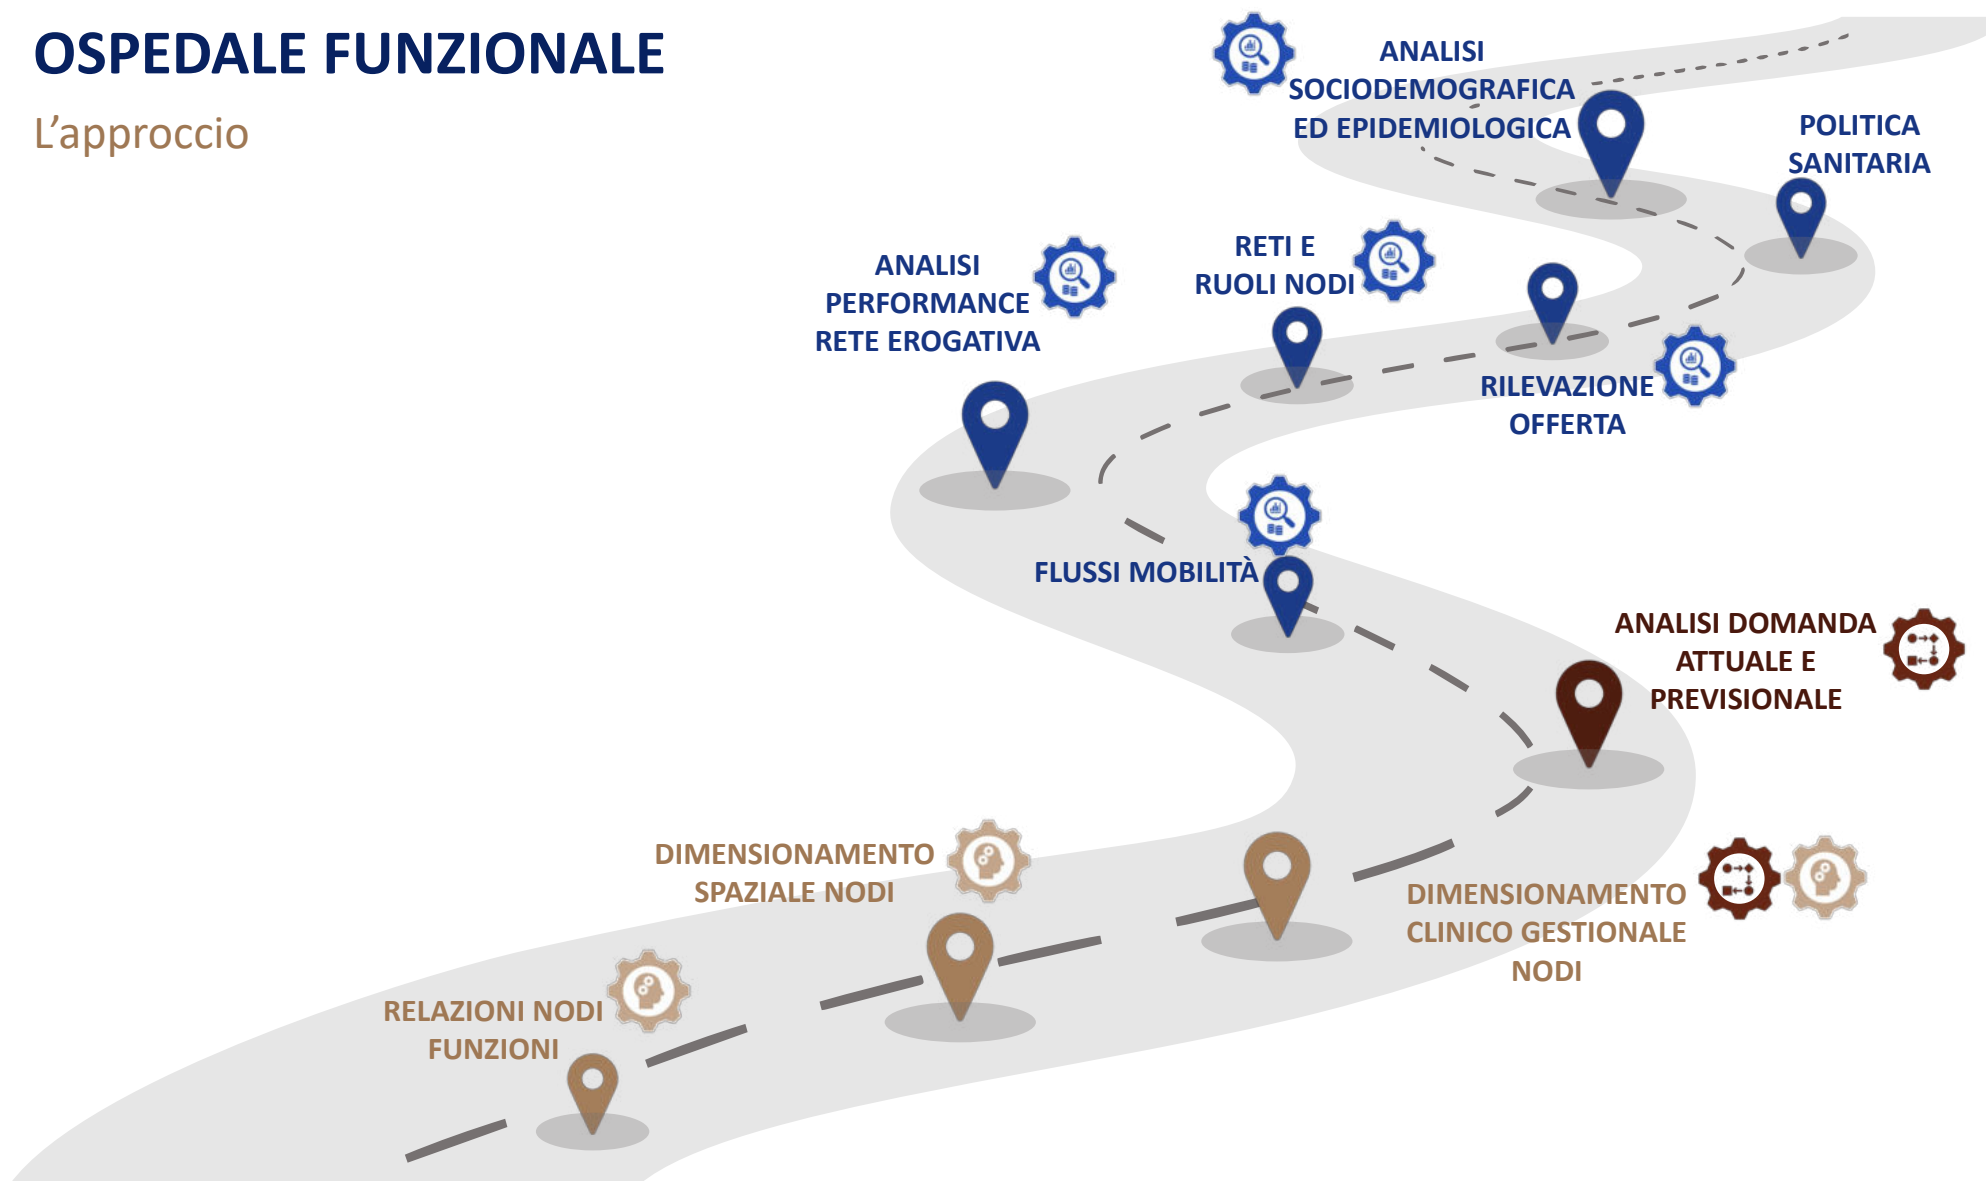 OSPEDALE FUNZIONALE
L'approccio
ANALISI
SOCIODEMOGRAFICA
ED EPIDEMIOLOGICA
POLITICA
SANITARIA
RETI E
RUOLI NODI
ANALISI
PERFORMANCE
RETE EROGATIVA
RILEVAZIONE
OFFERTA
FLUSSI MOBILITÀ
ANALISI DOMANDA
ATTUALE E
PREVISIONALE
DIMENSIONAMENTO
SPAZIALE NODI
DIMENSIONAMENTO
CLINICO GESTIONALE
NODI
RELAZIONI NODI
FUNZIONI